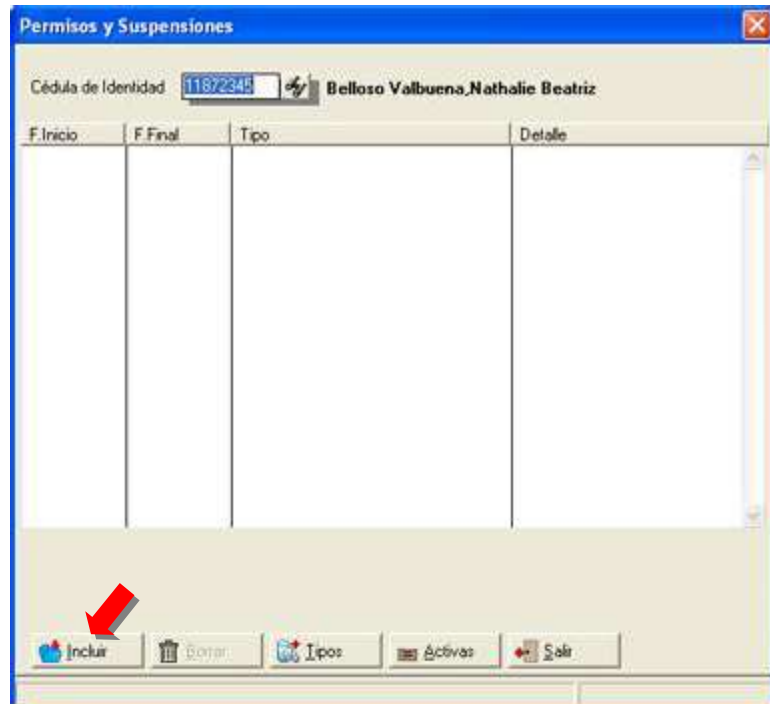 Permisos y Suspensiones
Cédula de Identidad 11872345 Belloso Valbuena,Nathalie Beatriz
F.Inicio F.Final Tipo Detalle
Incluir Borrar Tipos Activas Salir